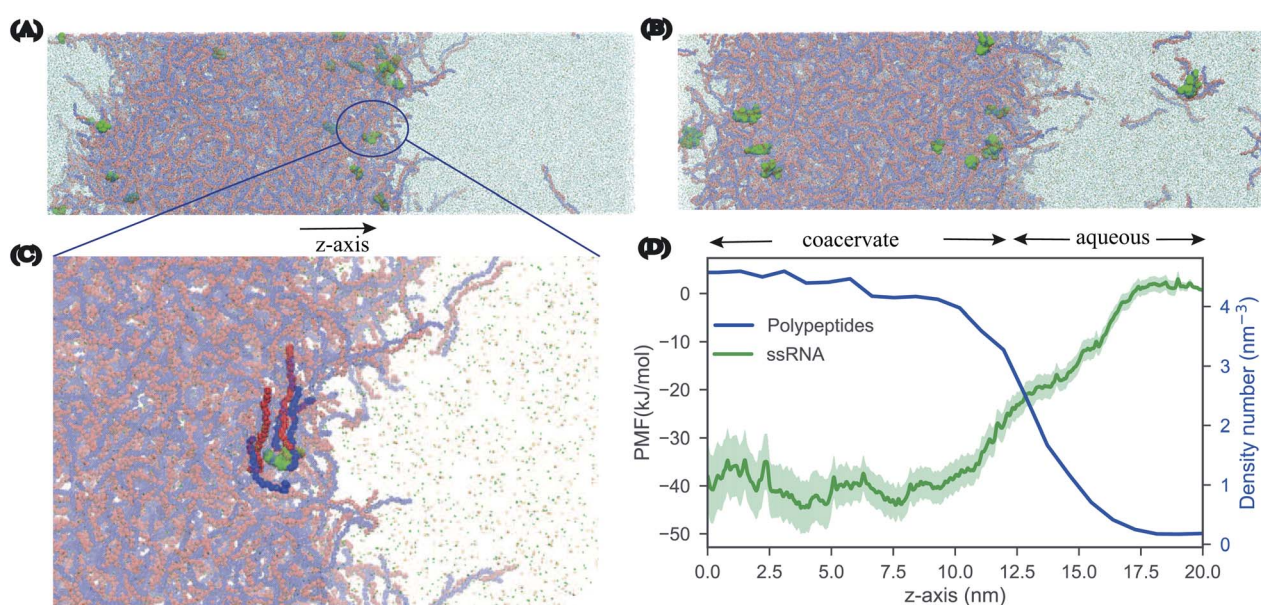 (A)
(B)
z-axis
(C)
(D)
coacervate
aqueous
PMF(kJ/mol)
0
−10
−20
−30
−40
−50
Polypeptides
ssRNA
4
3
2
1
0
Density number (nm⁻³)
0.0 2.5 5.0 7.5 10.0 12.5 15.0 17.5 20.0
z-axis (nm)